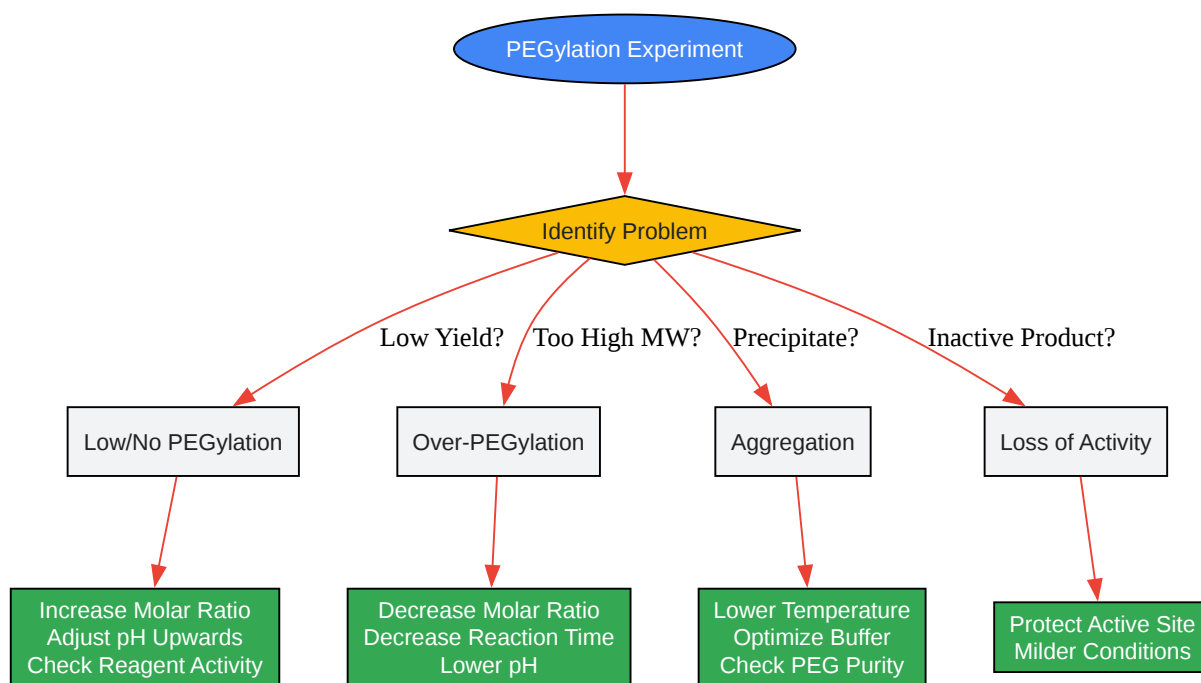 PEGylation Experiment
Identify Problem
Low Yield?
Too High MW?
Precipitate?
Inactive Product?
Low/No PEGylation
Over-PEGylation
Aggregation
Loss of Activity
Increase Molar Ratio
Adjust pH Upwards
Check Reagent Activity
Decrease Molar Ratio
Decrease Reaction Time
Lower pH
Lower Temperature
Optimize Buffer
Check PEG Purity
Protect Active Site
Milder Conditions